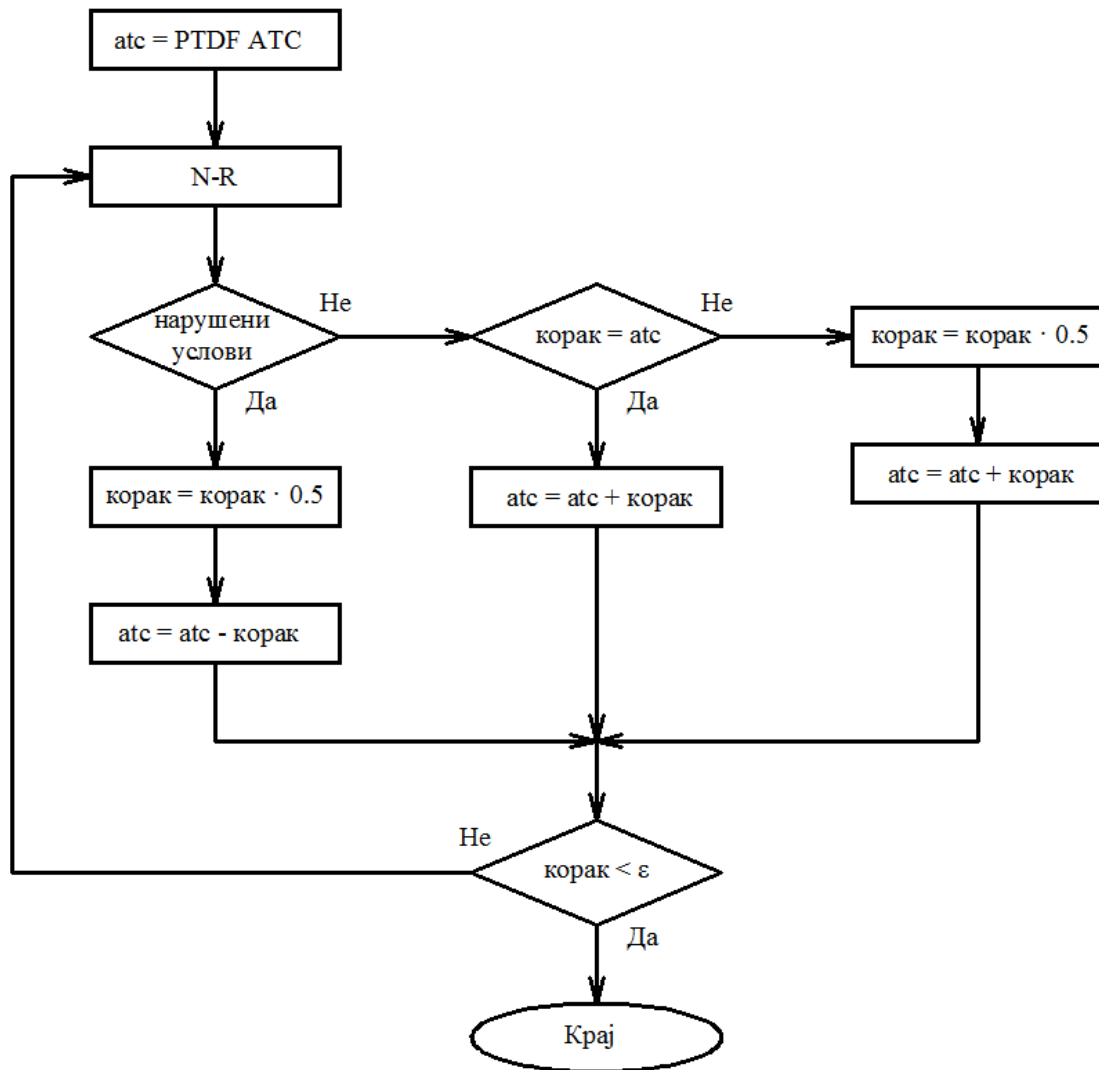 atc = PTDF ATC
N-R
нарушени
услови
Не
Да
корак = atc
Не
Да
корак = корак · 0.5
atc = atc + корак
корак = корак · 0.5
atc = atc + корак
atc = atc - корак
корак < ε
Не
Да
Крај